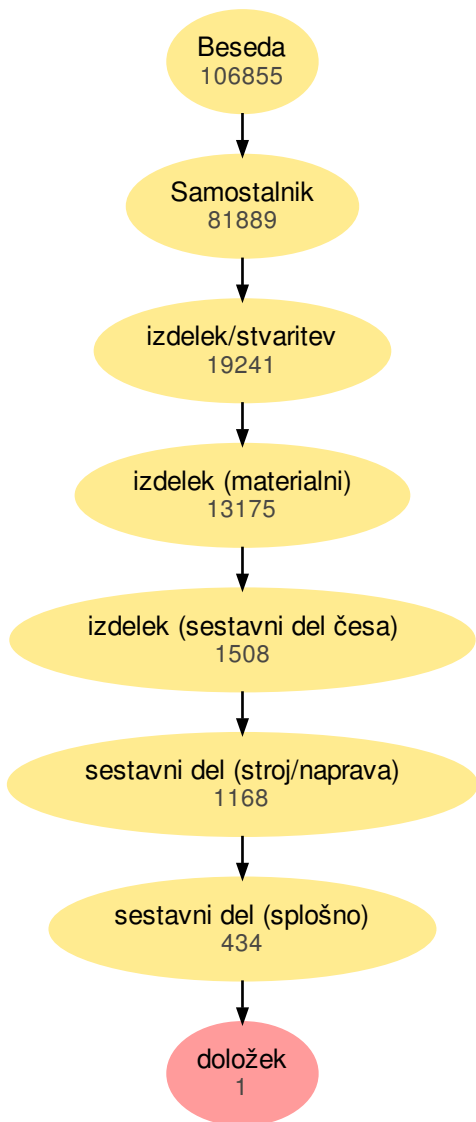 Beseda
106855
Samostalnik
81889
izdelek/stvaritev
19241
izdelek (materialni)
13175
izdelek (sestavni del česa)
1508
sestavni del (stroj/naprava)
1168
sestavni del (splošno)
434
doložek
1